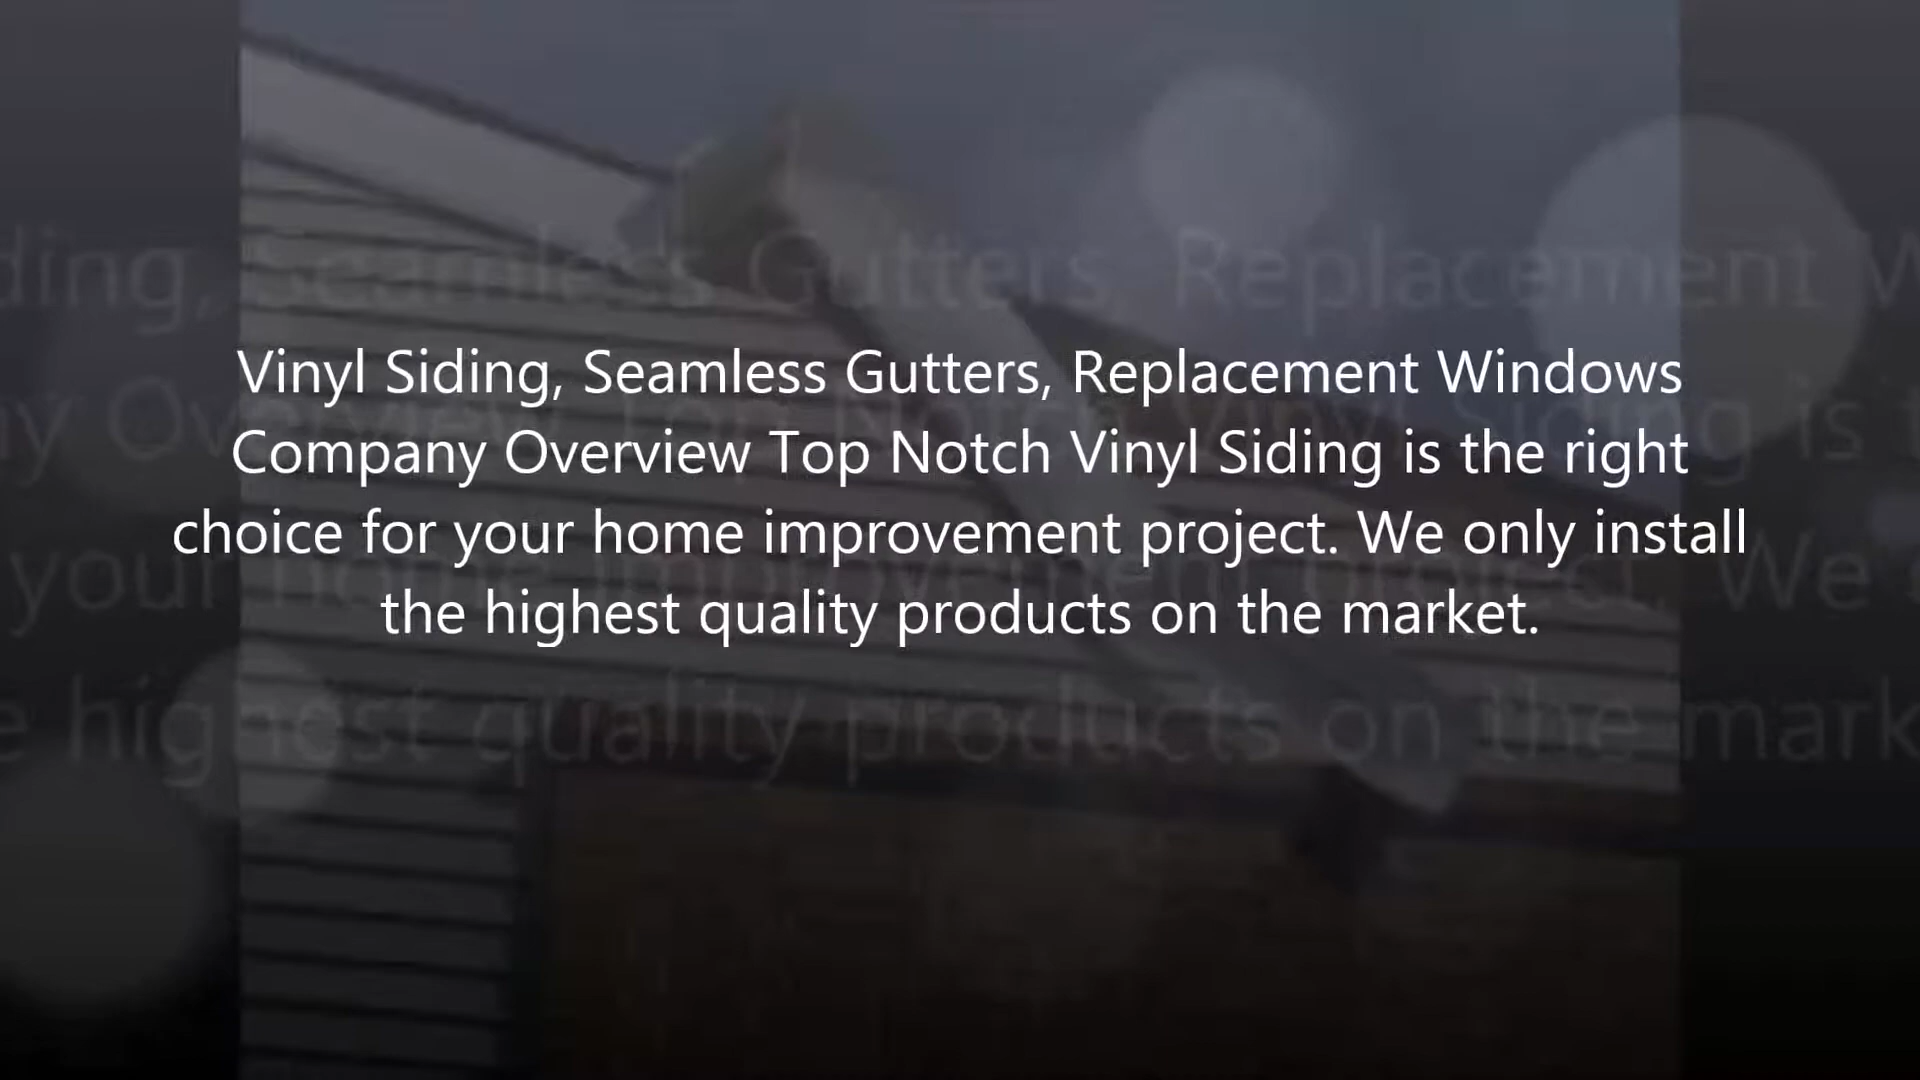 Vinyl Siding, Seamless Gutters, Replacement Windows
Company Overview Top Notch Vinyl Siding is the right
choice for your home improvement project. We only install
the highest quality products on the market.